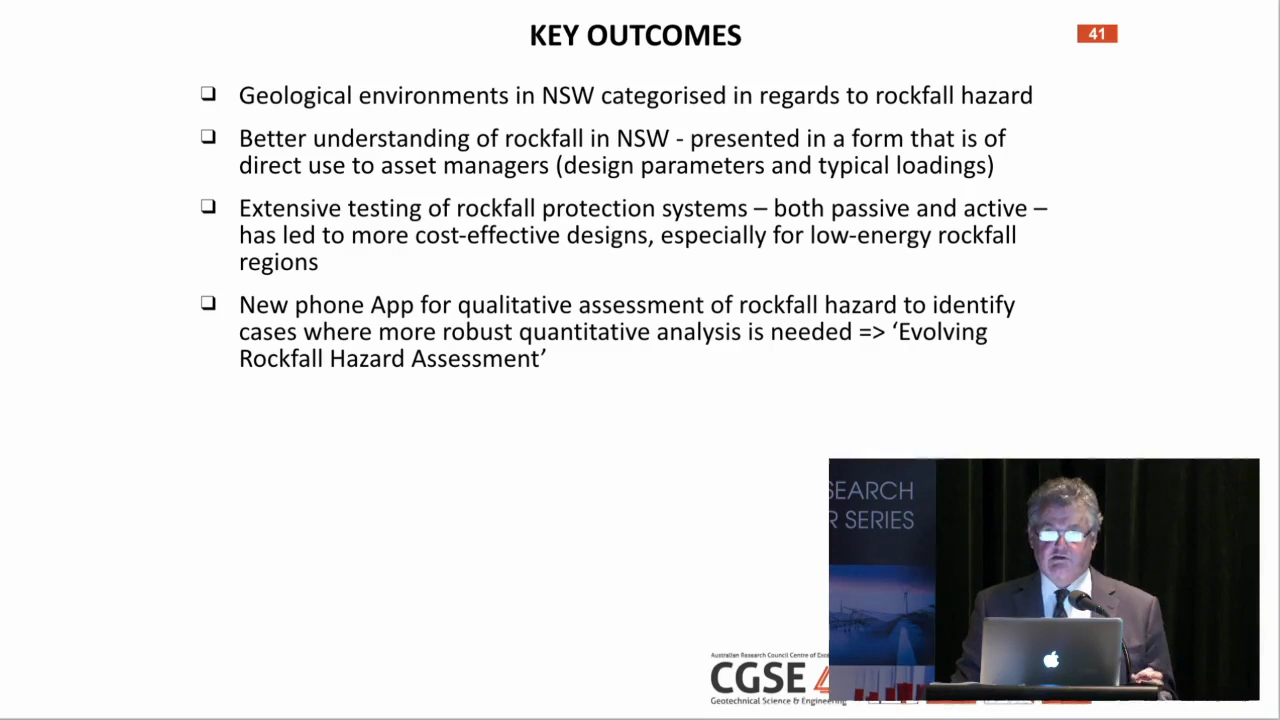 KEY OUTCOMES
41
❑ Geological environments in NSW categorised in regards to rockfall hazard
❑ Better understanding of rockfall in NSW - presented in a form that is of
direct use to asset managers (design parameters and typical loadings)
❑ Extensive testing of rockfall protection systems – both passive and active –
has led to more cost-effective designs, especially for low-energy rockfall
regions
❑ New phone App for qualitative assessment of rockfall hazard to identify
cases where more robust quantitative analysis is needed => ‘Evolving
Rockfall Hazard Assessment’
SEARCH
R SERIES
Australian Research Council Centre of
CGSE
Geotechnical Science & Engineering